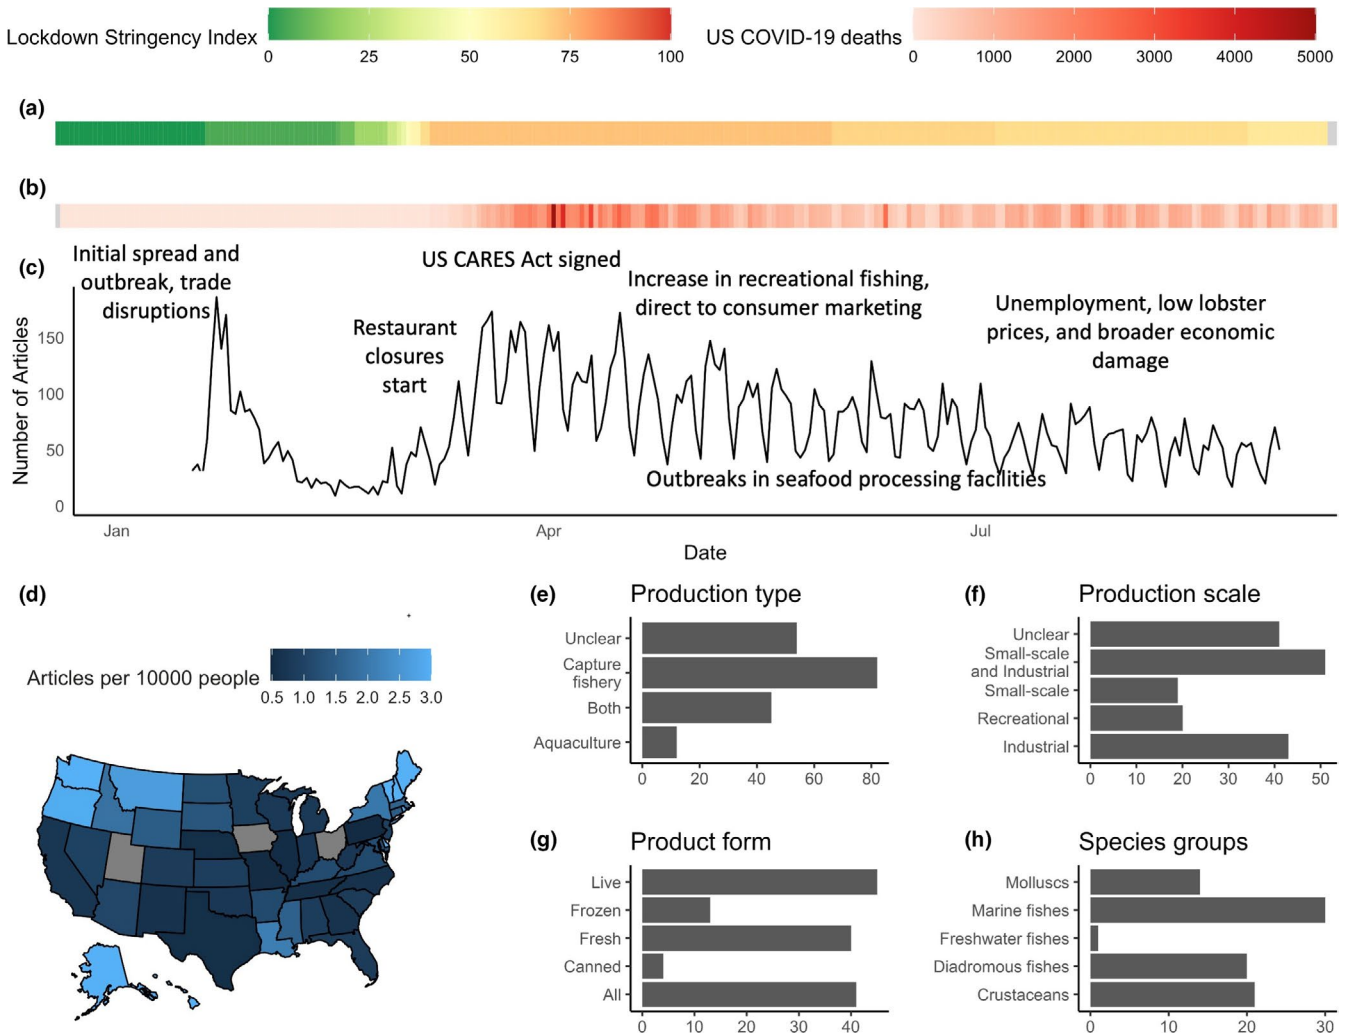 Lockdown Stringency Index
0 25 50 75 100
US COVID-19 deaths
0 1000 2000 3000 4000 5000
(a)
(b)
(c)
Initial spread and
outbreak, trade
disruptions
US CARES Act signed
Restaurant
closures
start
Increase in recreational fishing,
direct to consumer marketing
Unemployment, low lobster
prices, and broader economic
damage
Outbreaks in seafood processing facilities
Number of Articles
150
100
50
0
Jan Apr Jul
Date
(d)
Articles per 10000 people
0.5 1.0 1.5 2.0 2.5 3.0
(e) Production type
Unclear
Capture
fishery
Both
Aquaculture
0 20 40 60 80
(f) Production scale
Unclear
Small-scale
and Industrial
Small-scale
Recreational
Industrial
0 10 20 30 40 50
(g) Product form
Live
Frozen
Fresh
Canned
All
0 20 40
(h) Species groups
Molluscs
Marine fishes
Freshwater fishes
Diadromous fishes
Crustaceans
0 10 20 30